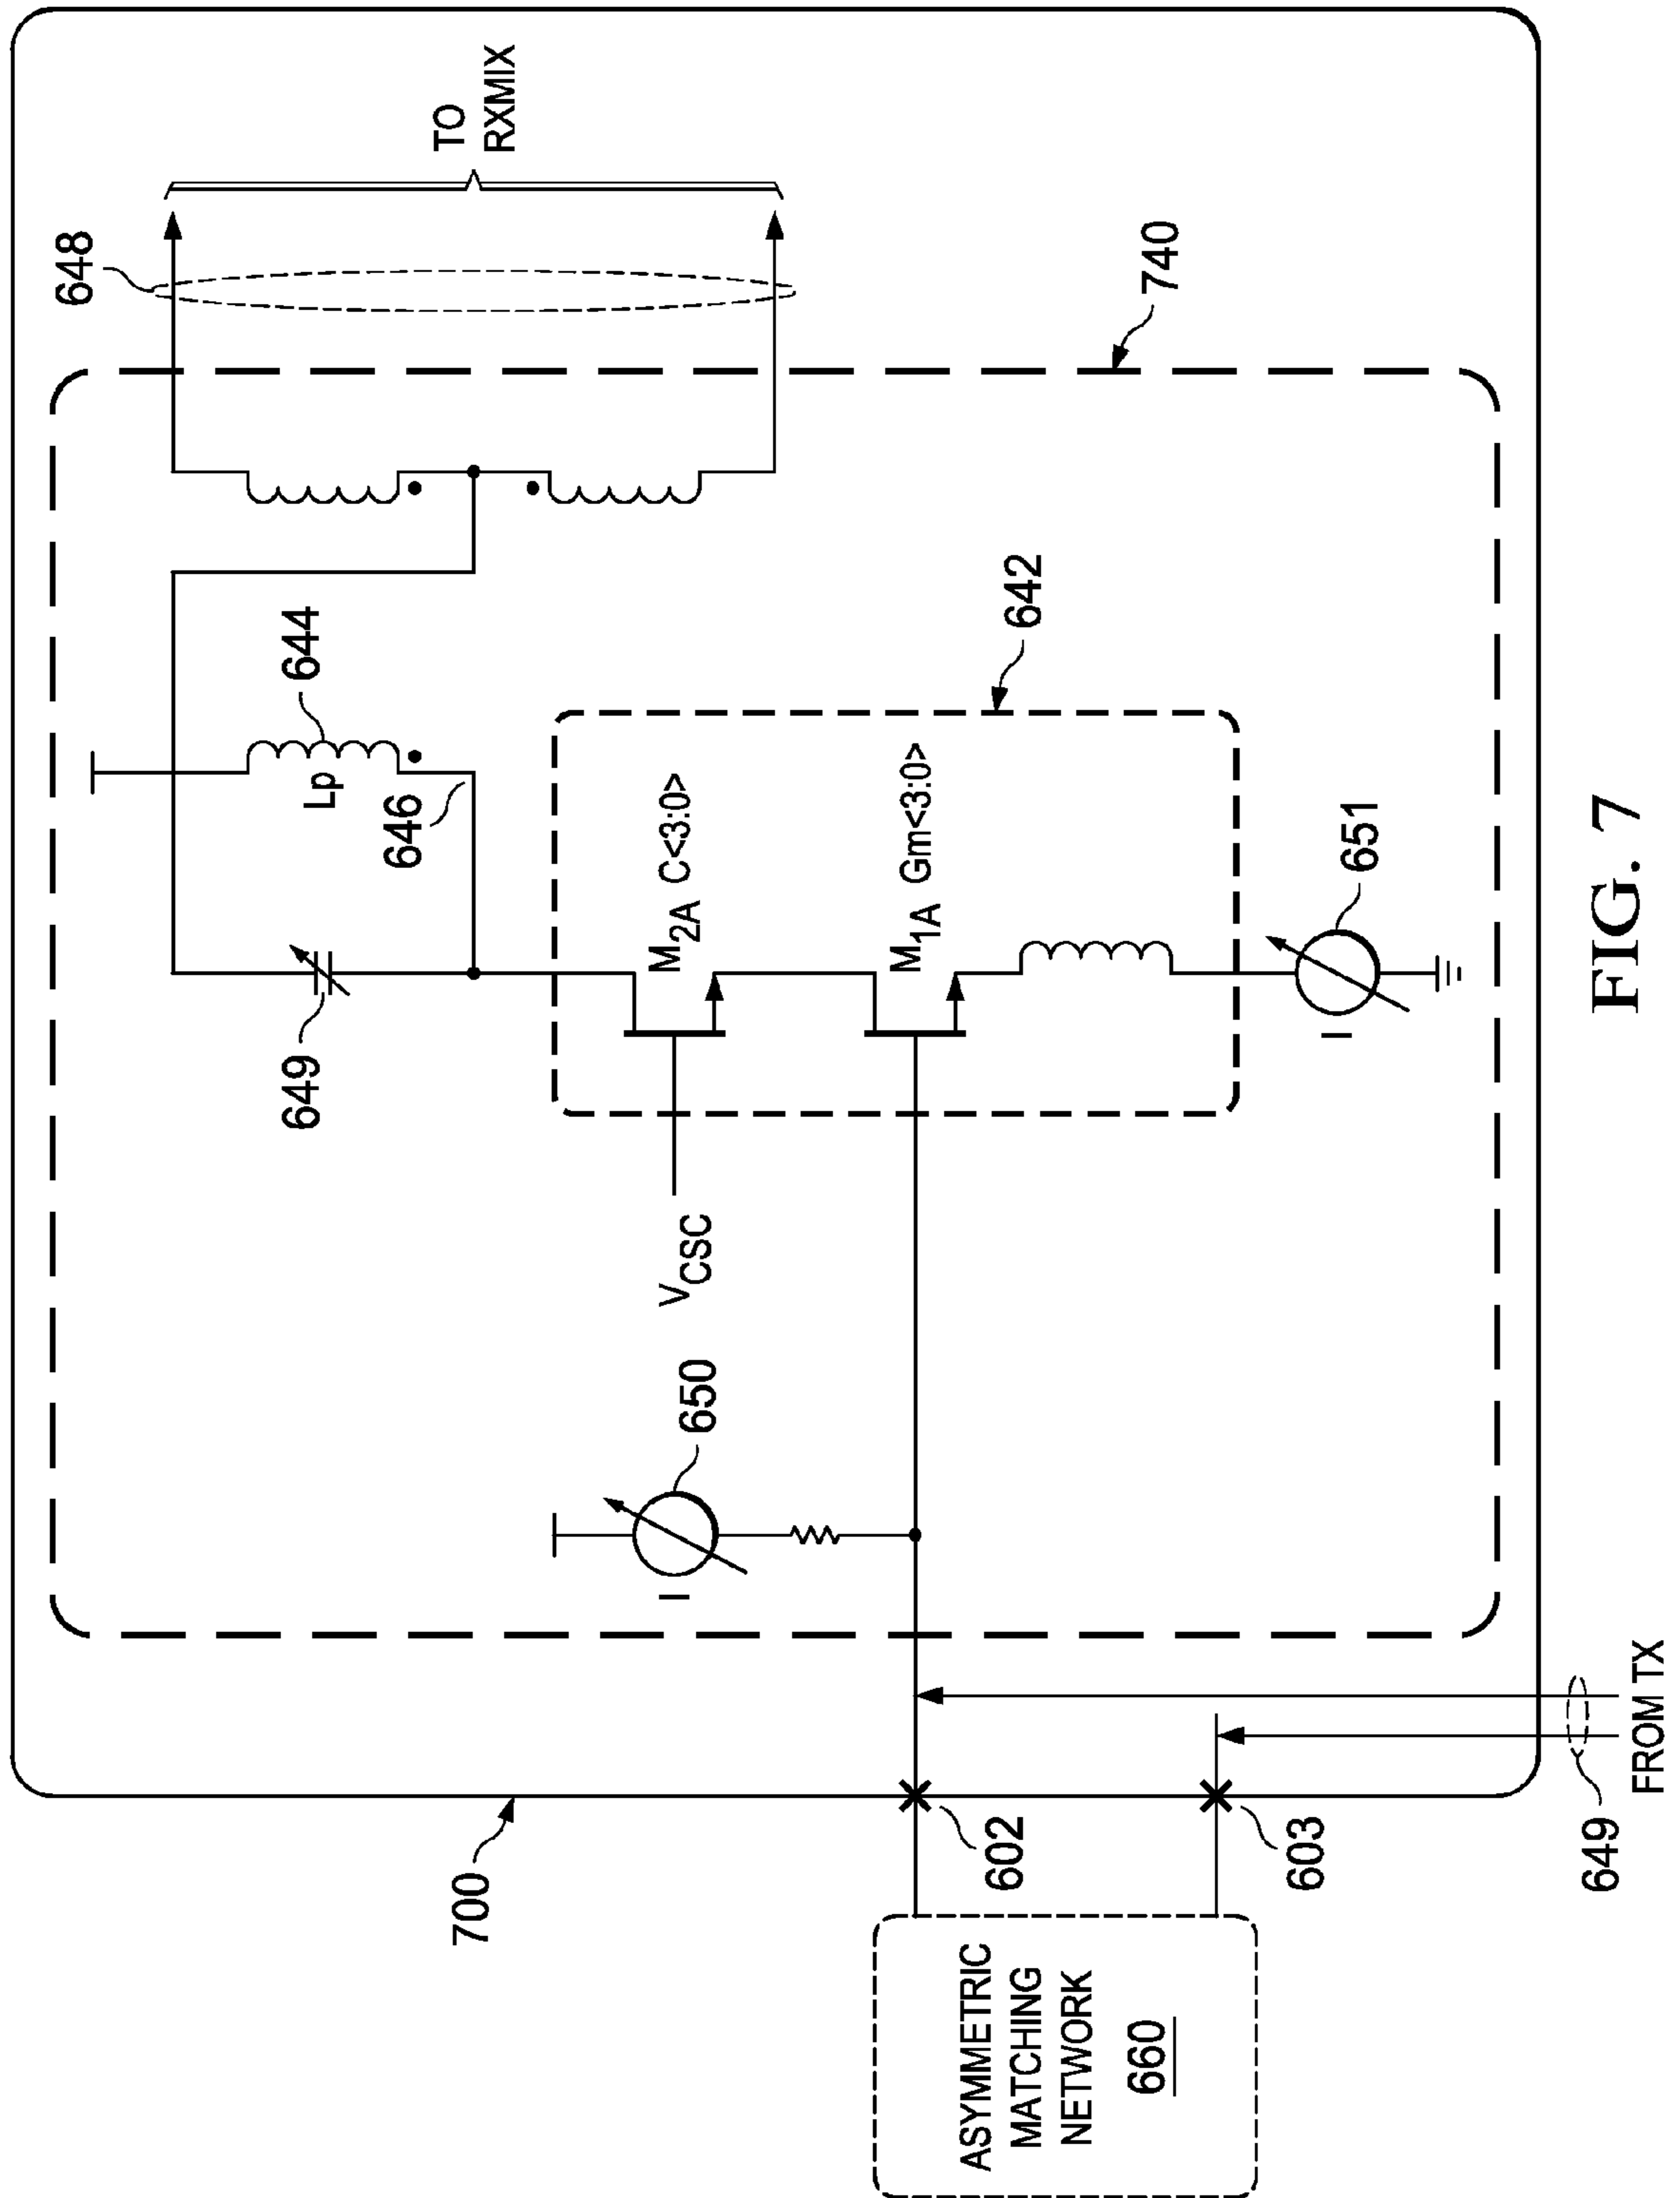 700
ASYMMETRIC
MATCHING
NETWORK
660
602
603
649
FROM TX
I
650
VCSC
649
M2A C<3:0>
M1A Gm<3:0>
I
651
646
Lp
644
642
740
648
TO
RXMIX
FIG. 7